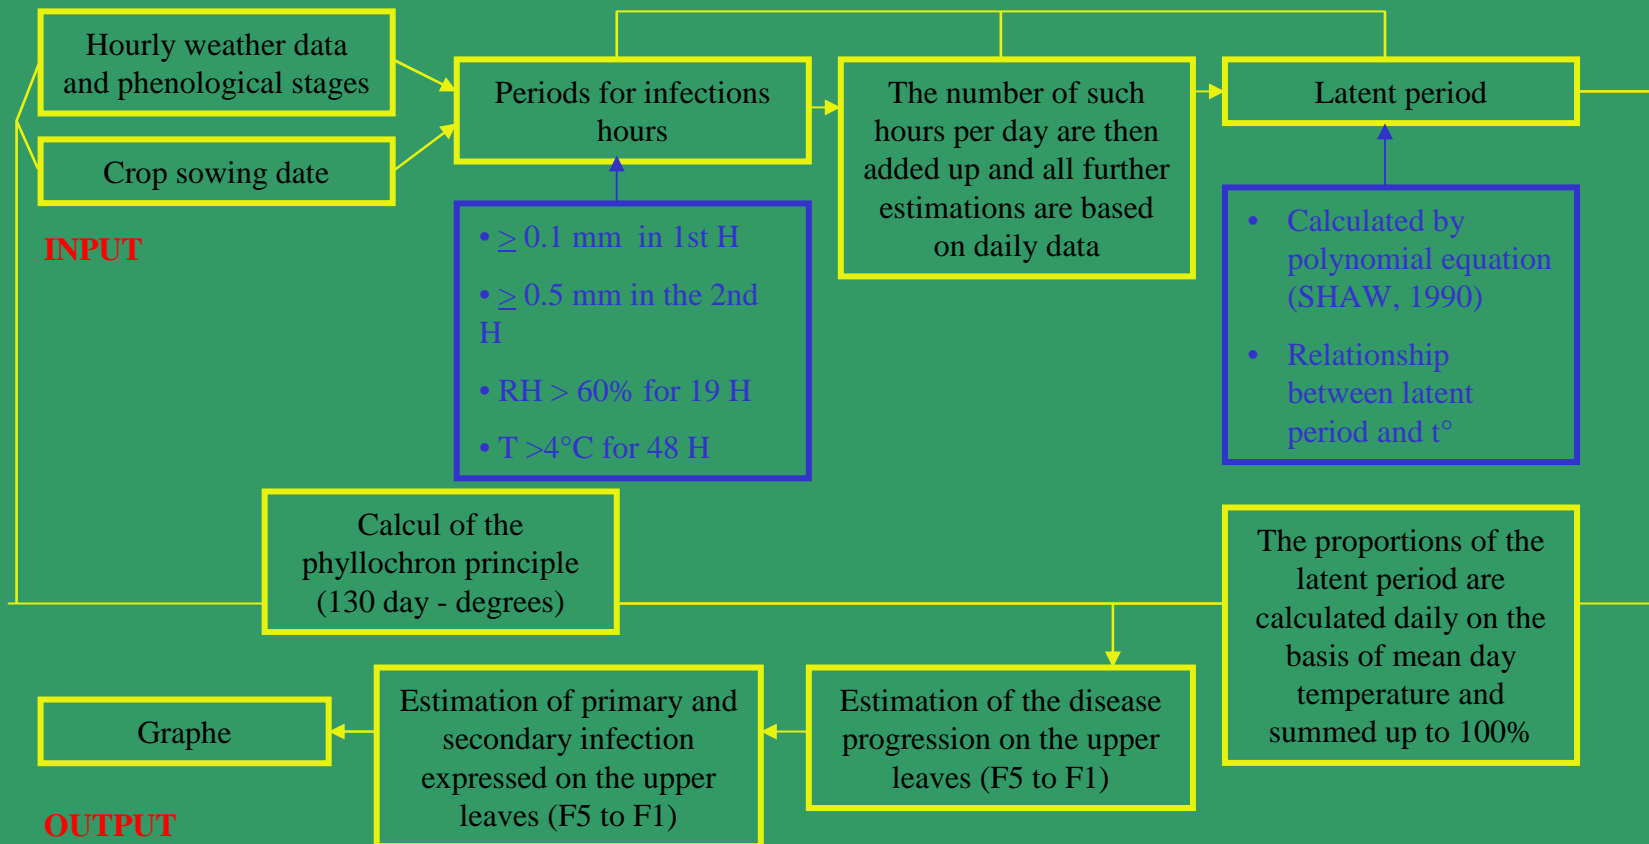 Hourly weather data
and phenological stages
Crop sowing date
INPUT
Periods for infections
hours
• ≥ 0.1 mm in 1st H
• ≥ 0.5 mm in the 2nd
H
• RH > 60% for 19 H
• T >4°C for 48 H
The number of such
hours per day are then
added up and all further
estimations are based
on daily data
Latent period
• Calculated by
polynomial equation
(SHAW, 1990)
• Relationship
between latent
period and t°
Calcul of the
phyllochron principle
(130 day - degrees)
The proportions of the
latent period are
calculated daily on the
basis of mean day
temperature and
summed up to 100%
Estimation of the disease
progression on the upper
leaves (F5 to F1)
Estimation of primary and
secondary infection
expressed on the upper
leaves (F5 to F1)
Graphe
OUTPUT